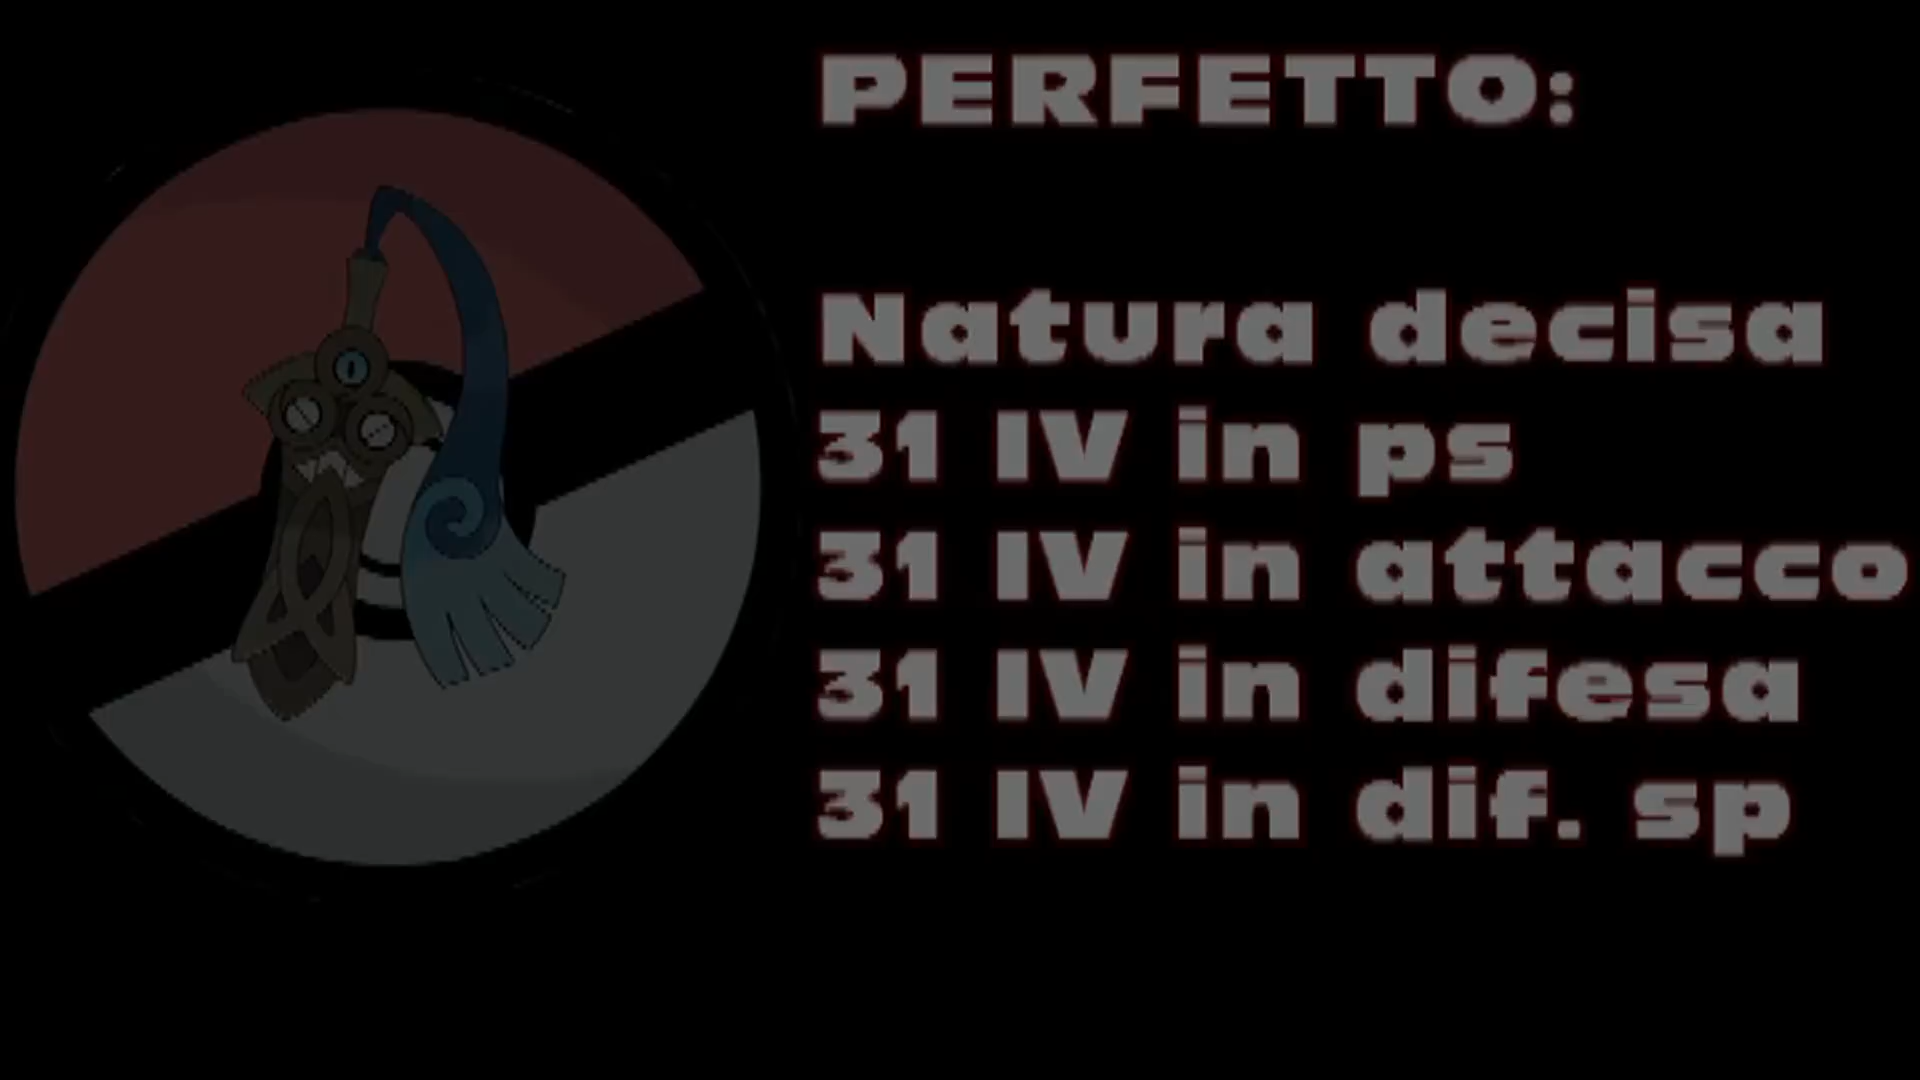 PERFETTO:
Natura decisa
31 IV in ps
31 IV in attacco
31 IV in difesa
31 IV in dif. sp